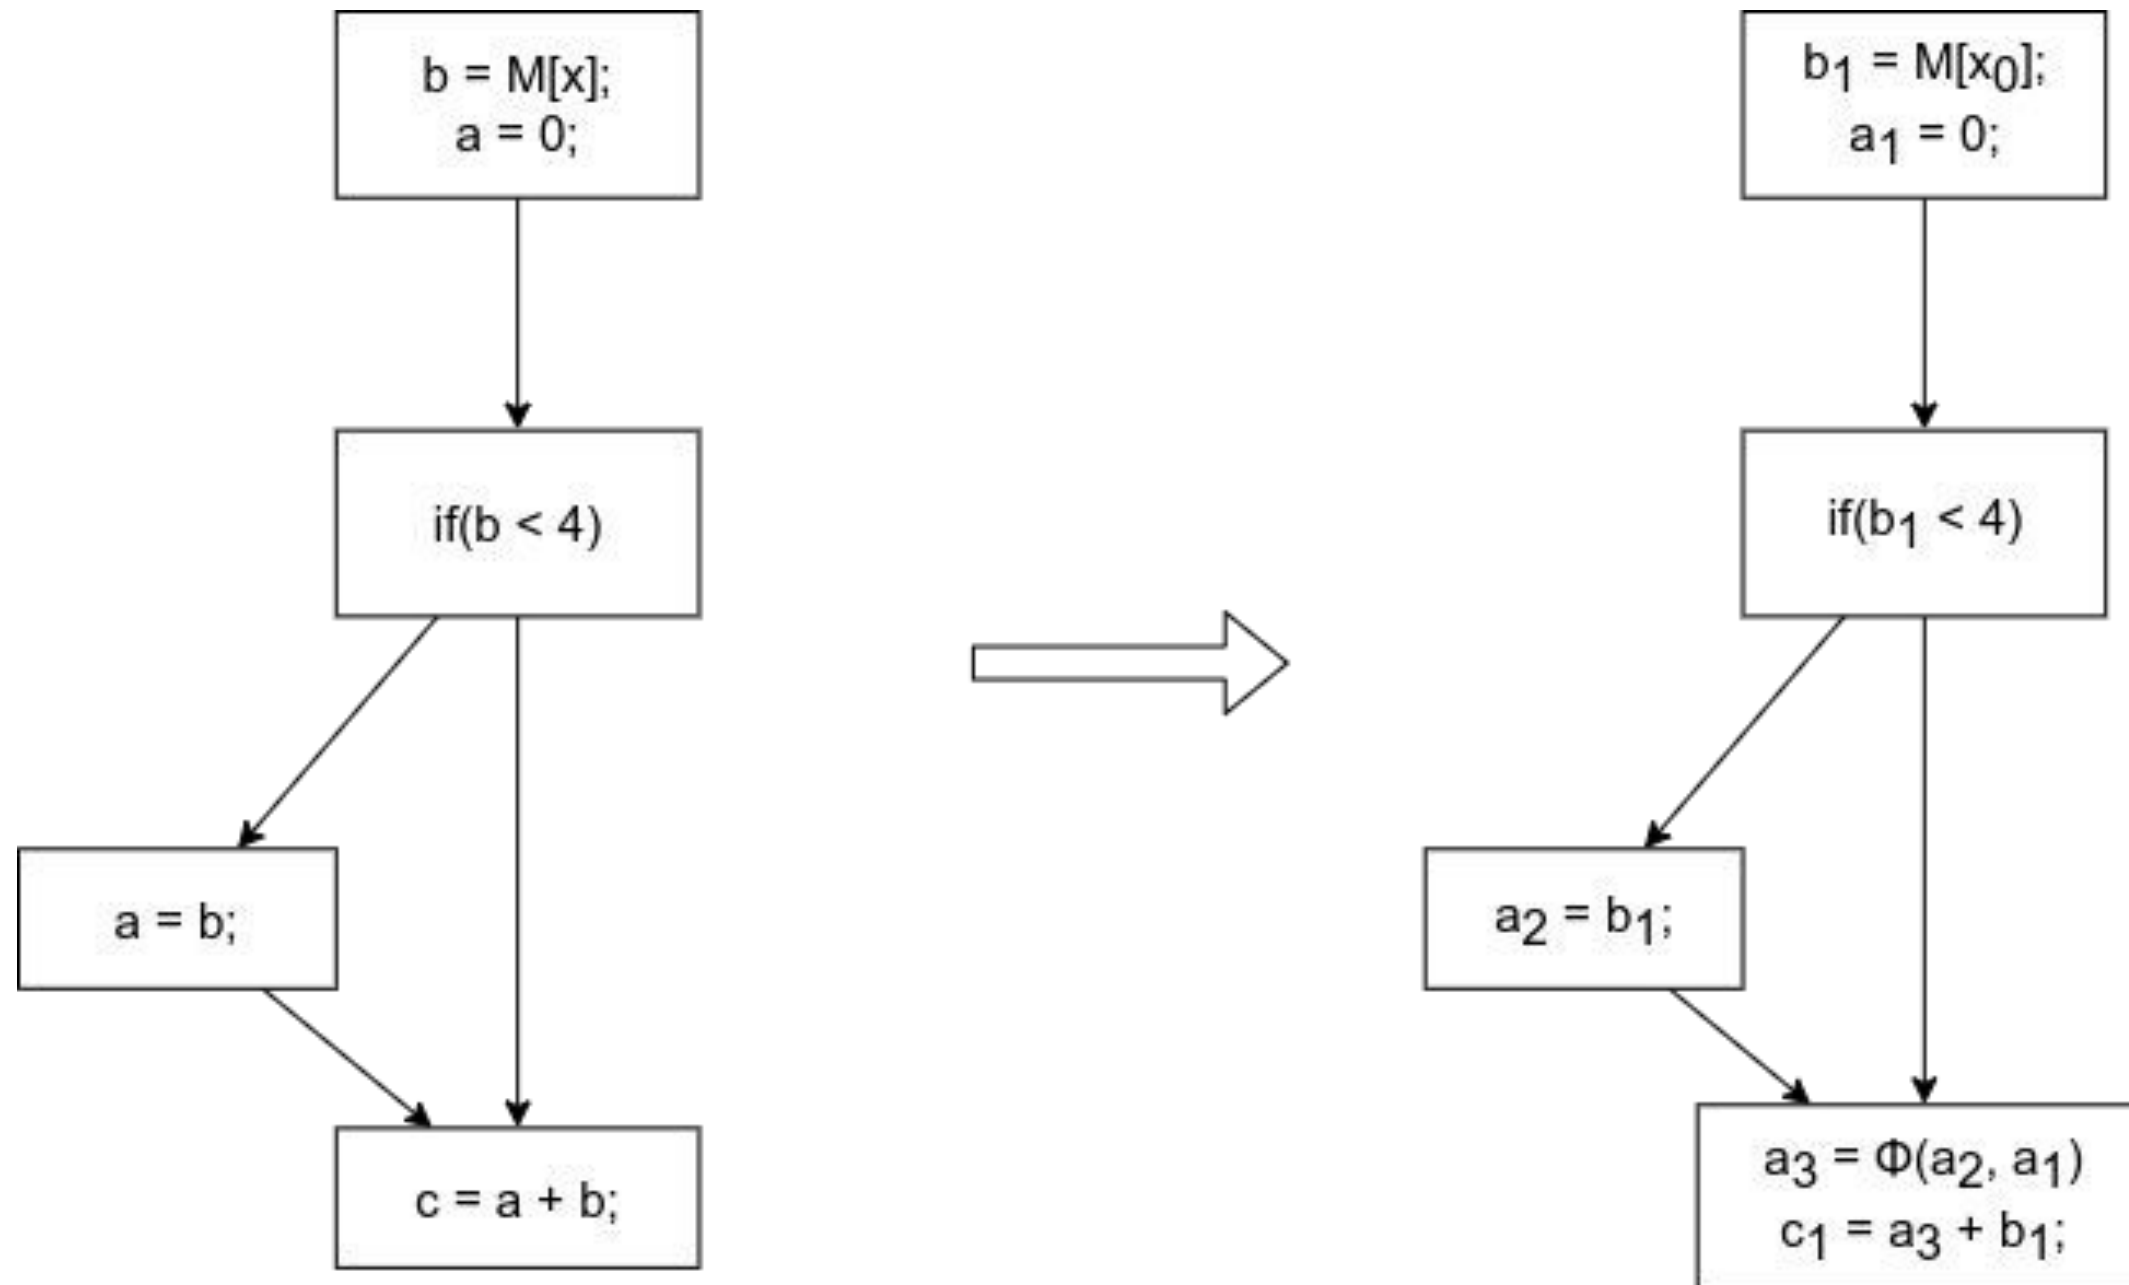 b = M[x];
a = 0;
if(b < 4)
a = b;
c = a + b;
b₁ = M[x₀];
a₁ = 0;
if(b₁ < 4)
a₂ = b₁;
a₃ = Φ(a₂, a₁)
c₁ = a₃ + b₁;